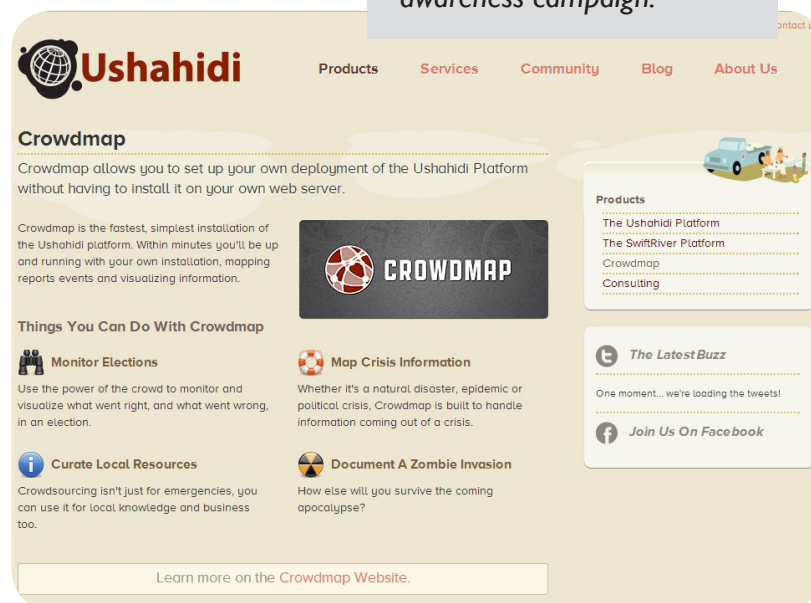 awareness campaign.
Contact u
Ushahidi
Products Services Community Blog About Us
Crowdmap
Crowdmap allows you to set up your own deployment of the Ushahidi Platform
without having to install it on your own web server.
Crowdmap is the fastest, simplest installation of
the Ushahidi platform. Within minutes you'll be up
and running with your own installation, mapping
reports events and visualizing information.
CROWDMAP
Things You Can Do With Crowdmap
Monitor Elections
Use the power of the crowd to monitor and
visualize what went right, and what went wrong,
in an election.
Map Crisis Information
Whether it's a natural disaster, epidemic or
political crisis, Crowdmap is built to handle
information coming out of a crisis.
Curate Local Resources
Crowdsourcing isn't just for emergencies, you
can use it for local knowledge and business
too.
Document A Zombie Invasion
How else will you survive the coming
apocalypse?
Learn more on the Crowdmap Website.
Products
The Ushahidi Platform
The SwiftRiver Platform
Crowdmap
Consulting
The Latest Buzz
One moment... we're loading the tweets!
Join Us On Facebook